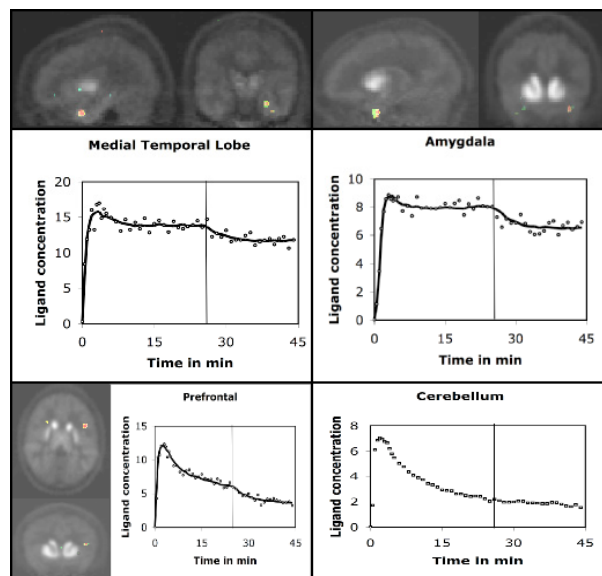 Medial Temporal Lobe
Ligand concentration
20
15
10
5
0
0 15 30 45
Time in min
Amygdala
Ligand concentration
10
8
6
4
2
0
0 15 30 45
Time in min
Prefrontal
Ligand concentration
15
10
5
0
0 15 30 45
Time in min
Cerebellum
Ligand concentration
8
6
4
2
0
0 15 30 45
Time in min